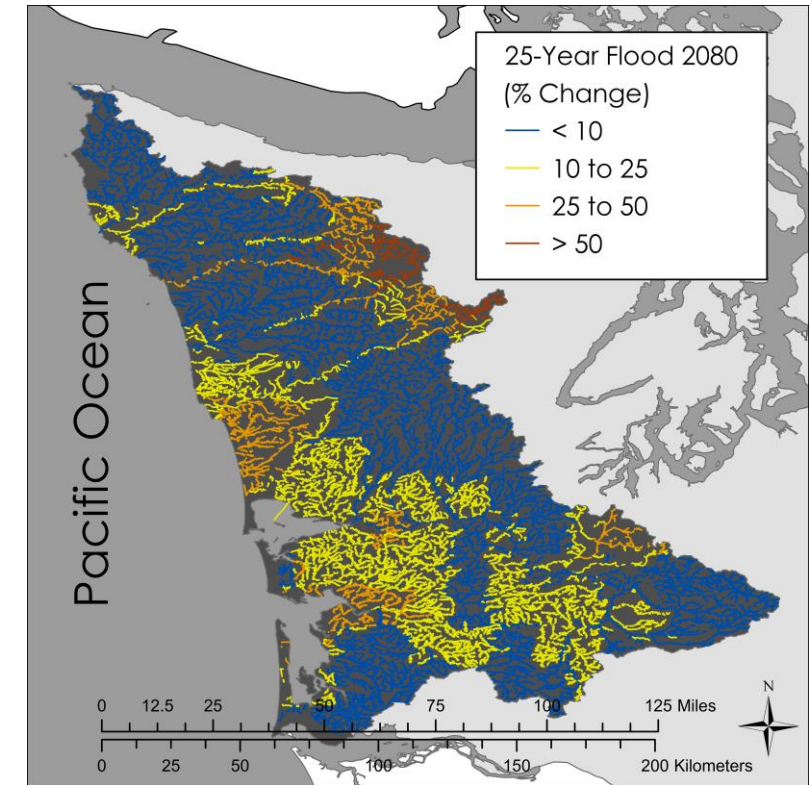 25-Year Flood 2080
(% Change)
< 10
10 to 25
25 to 50
> 50
Pacific Ocean
N
0 12.5 25 50 75 100 125 Miles
0 25 50 100 150 200 Kilometers